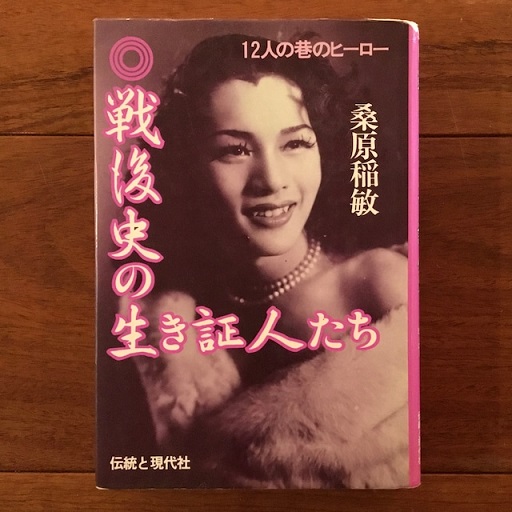 12人の巷のヒーロー
戦後史の
生き証人たち
桑原稲敏
伝統と現代社